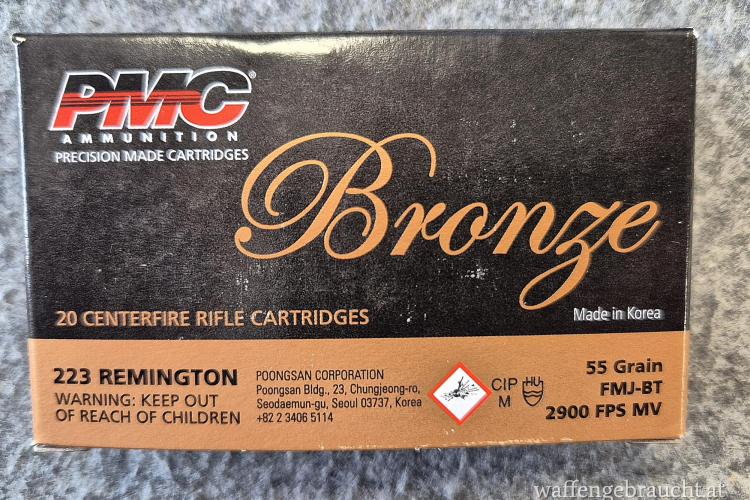 PMC®
AMMUNITION
PRECISION MADE CARTRIDGES
Bronze
20 CENTERFIRE RIFLE CARTRIDGES
Made in Korea
223 REMINGTON
WARNING: KEEP OUT
OF REACH OF CHILDREN
POONGSAN CORPORATION
Poongsan Bldg., 23, Chungjeong-ro,
Seodaemun-gu, Seoul 03737, Korea
+82 2 3406 5114
CIP
M
HU
55 Grain
FMJ-BT
2900 FPS MV
waffengebraucht.at